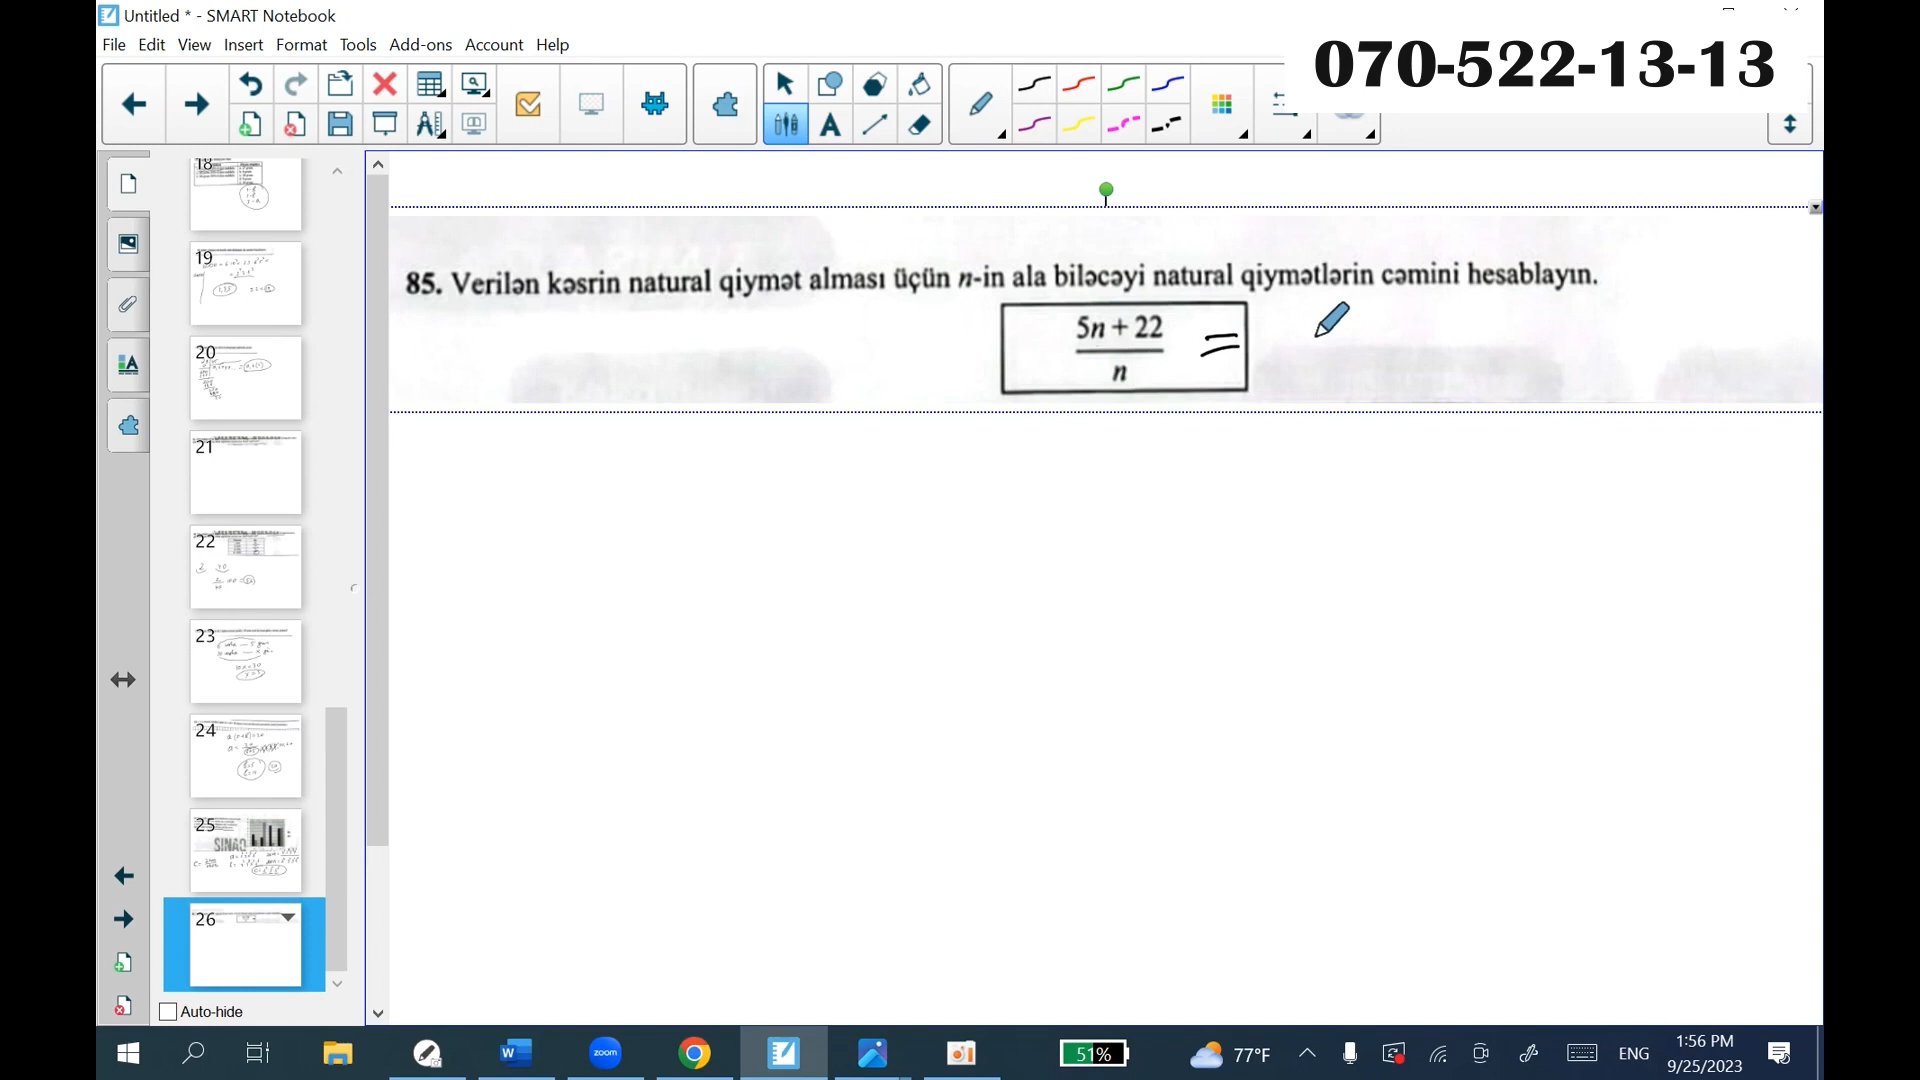 Untitled * - SMART Notebook
File Edit View Insert Format Tools Add-ons Account Help
070-522-13-13
18
19
20
21
22
23
24
25
SINAQ
26
Auto-hide
85. Verilən kəsrin natural qiymət alması üçün n-in ala biləcəyi natural qiymətlərin cəmini hesablayın.
5n + 22
n
=
51%
77°F
ENG
1:56 PM
9/25/2023
zoom